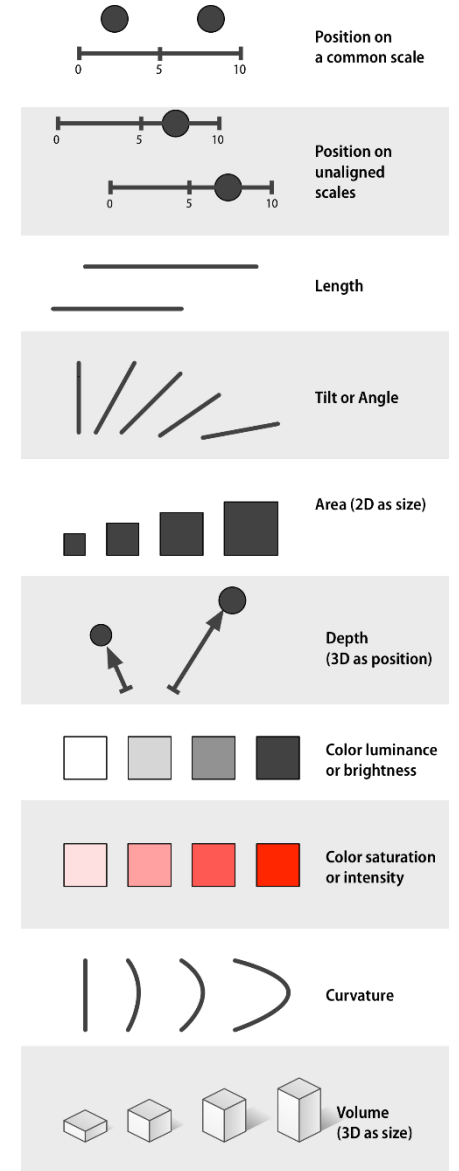 Position on
a common scale
0 5 10
Position on
unaligned
scales
0 5 10
0 5 10
Length
Tilt or Angle
Area (2D as size)
Depth
(3D as position)
Color luminance
or brightness
Color saturation
or intensity
Curvature
Volume
(3D as size)